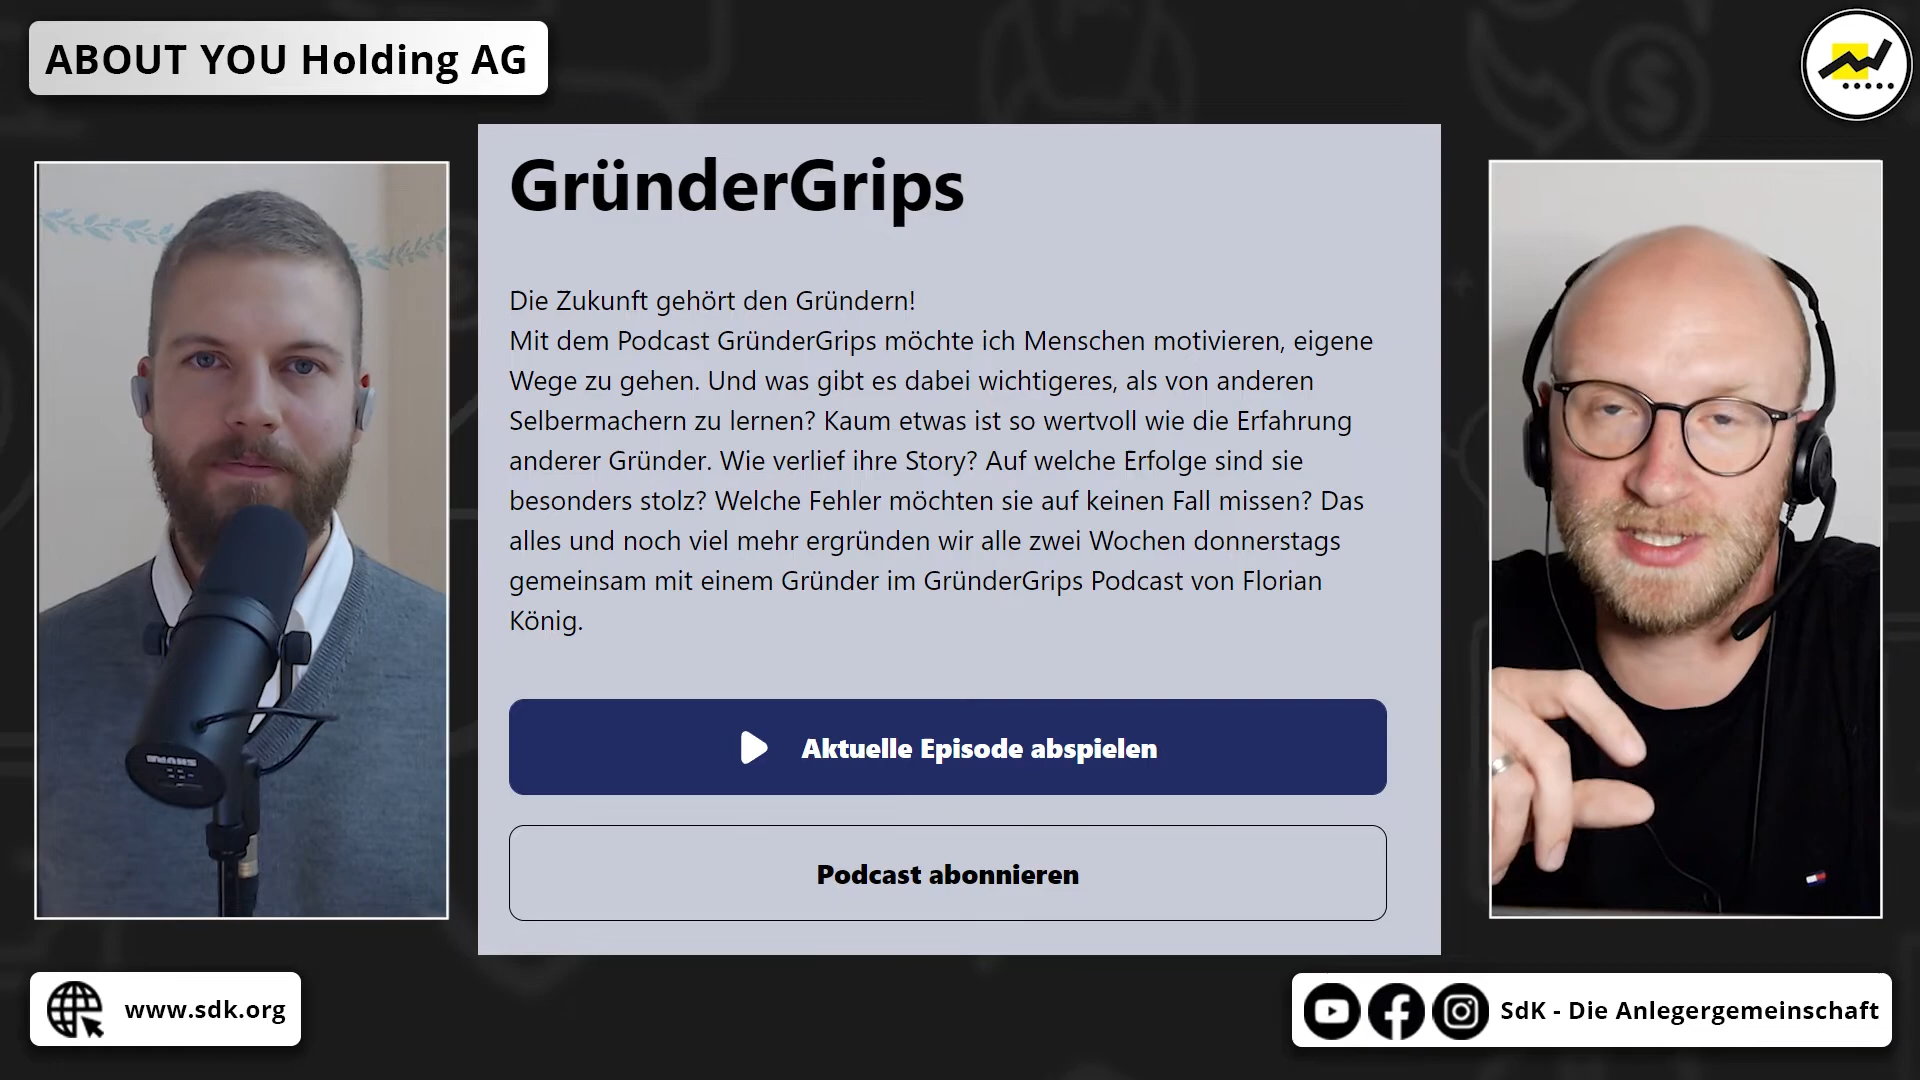 ABOUT YOU Holding AG
GründerGrips
Die Zukunft gehört den Gründern!
Mit dem Podcast GründerGrips möchte ich Menschen motivieren, eigene
Wege zu gehen. Und was gibt es dabei wichtigeres, als von anderen
Selbermachern zu lernen? Kaum etwas ist so wertvoll wie die Erfahrung
anderer Gründer. Wie verlief ihre Story? Auf welche Erfolge sind sie
besonders stolz? Welche Fehler möchten sie auf keinen Fall missen? Das
alles und noch viel mehr ergründen wir alle zwei Wochen donnerstags
gemeinsam mit einem Gründer im GründerGrips Podcast von Florian
König.
Aktuelle Episode abspielen
Podcast abonnieren
www.sdk.org
SdK - Die Anlegergemeinschaft